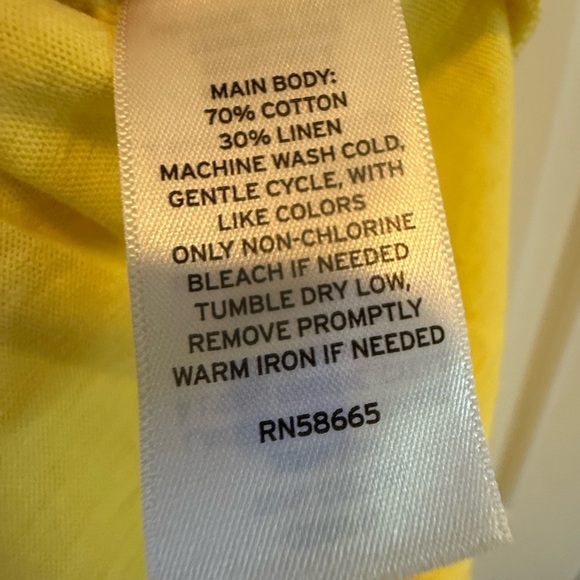 MAIN BODY:
70% COTTON
30% LINEN
MACHINE WASH COLD,
GENTLE CYCLE, WITH
LIKE COLORS
ONLY NON-CHLORINE
BLEACH IF NEEDED
TUMBLE DRY LOW,
REMOVE PROMPTLY
WARM IRON IF NEEDED
RN58665